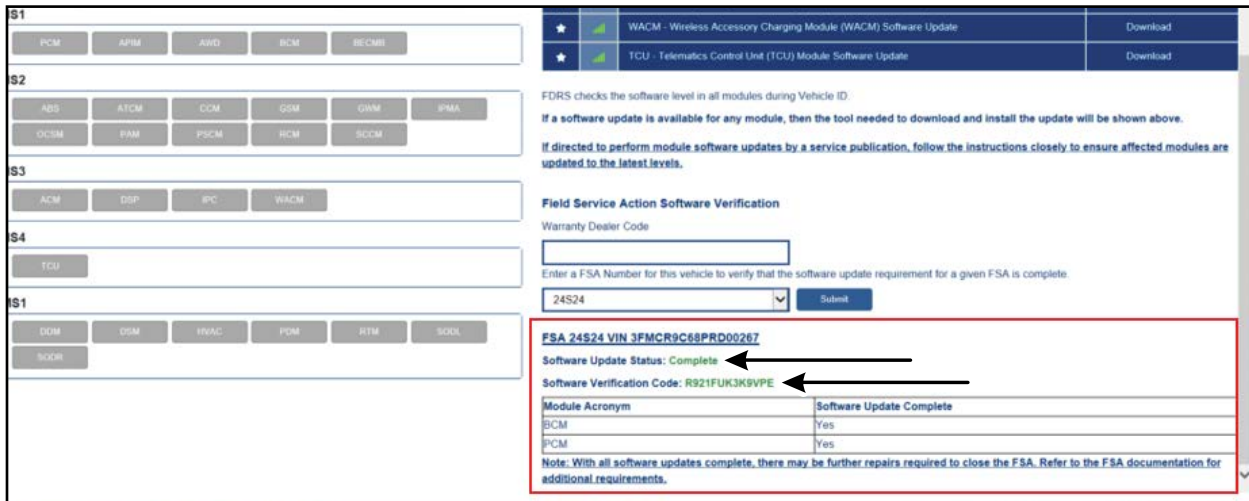 IS1
PCM APIM AWD BCM BECMB
IS2
ABS ATCM CCM GSM GWM IPMA
OCSM PAM PSCM RCM SCCM
IS3
ACM DSP IPC WACM
IS4
TCU
IS1
DDM DSM HVAC PDM RTM SODL
SODR
WACM - Wireless Accessory Charging Module (WACM) Software Update Download
TCU - Telematics Control Unit (TCU) Module Software Update Download
FDRS checks the software level in all modules during Vehicle ID.
If a software update is available for any module, then the tool needed to download and install the update will be shown above.
If directed to perform module software updates by a service publication, follow the instructions closely to ensure affected modules are
updated to the latest levels.
Field Service Action Software Verification
Warranty Dealer Code
Enter a FSA Number for this vehicle to verify that the software update requirement for a given FSA is complete.
24S24 Submit
FSA 24S24 VIN 3FMCR9C68PRD00267
Software Update Status: Complete
Software Verification Code: R921FUK3K9VPE
Module Acronym Software Update Complete
BCM Yes
PCM Yes
Note: With all software updates complete, there may be further repairs required to close the FSA. Refer to the FSA documentation for
additional requirements.